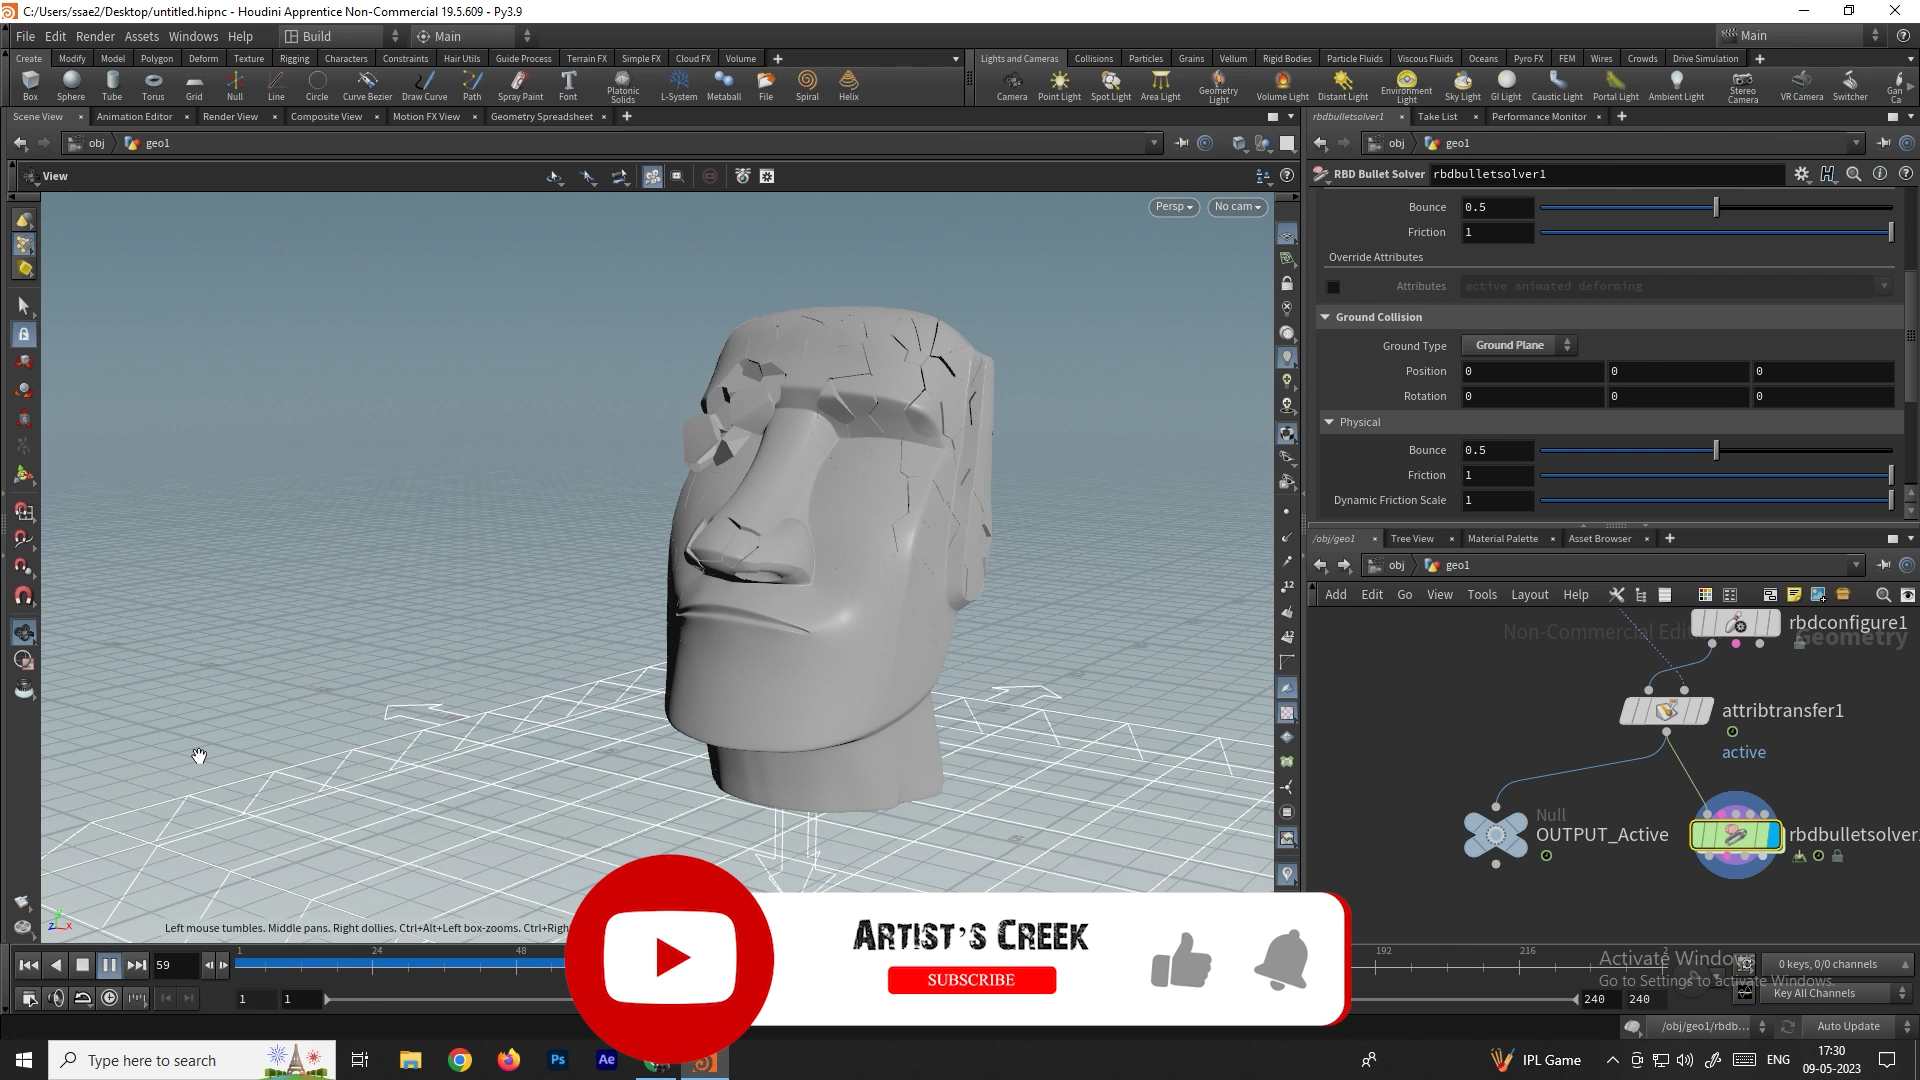 C:/Users/ssae2/Desktop/untitled.hipnc - Houdini Apprentice Non-Commercial 19.5.609 - Py3.9
File Edit Render Assets Windows Help Build Main Main
Create Modify Model Polygon Deform Texture Rigging Characters Constraints Hair Utils Guide Process Terrain FX Simple FX Cloud FX Volume
Lights and Cameras Collisions Particles Grains Vellum Rigid Bodies Particle Fluids Viscous Fluids Oceans Pyro FX FEM Wires Crowds Drive Simulation
Box Sphere Tube Torus Grid Null Line Circle Curve Bezier Draw Curve Path Spray Paint Font Platonic Solids L-System Metaball File Spiral Helix
Camera Point Light Spot Light Area Light Geometry Light Volume Light Distant Light Environment Light Sky Light GI Light Caustic Light Portal Light Ambient Light Stereo Camera VR Camera Switcher
Scene View Animation Editor Render View Composite View Motion FX View Geometry Spreadsheet
rbdbulletsolver1 Take List Performance Monitor
obj geo1
obj geo1
View
RBD Bullet Solver rbdbulletsolver1
Persp No cam
Bounce 0.5
Friction 1
Override Attributes
Attributes active animated deforming
Ground Collision
Ground Type Ground Plane
Position 0 0 0
Rotation 0 0 0
Physical
Bounce 0.5
Friction 1
Dynamic Friction Scale 1
/obj/geo1 Tree View Material Palette Asset Browser
obj geo1
Add Edit Go View Tools Layout Help
Geometry
rbdconfigure1
attribtransfer1
active
Null
OUTPUT_Active
12
12
Left mouse tumbles. Middle pans. Right dollies. Ctrl+Alt+Left box-zooms.
ARTIST'S CREEK
SUBSCRIBE
59
1 24 48 192 216
1 1 240 240
Activate Windows
Go to Settings to activate Windows.
0 keys, 0/0 channels
Key All Channels
/obj/geo1/rbdb... Auto Update
Type here to search
Ps Ae
IPL Game
ENG
17:30
09-05-2023